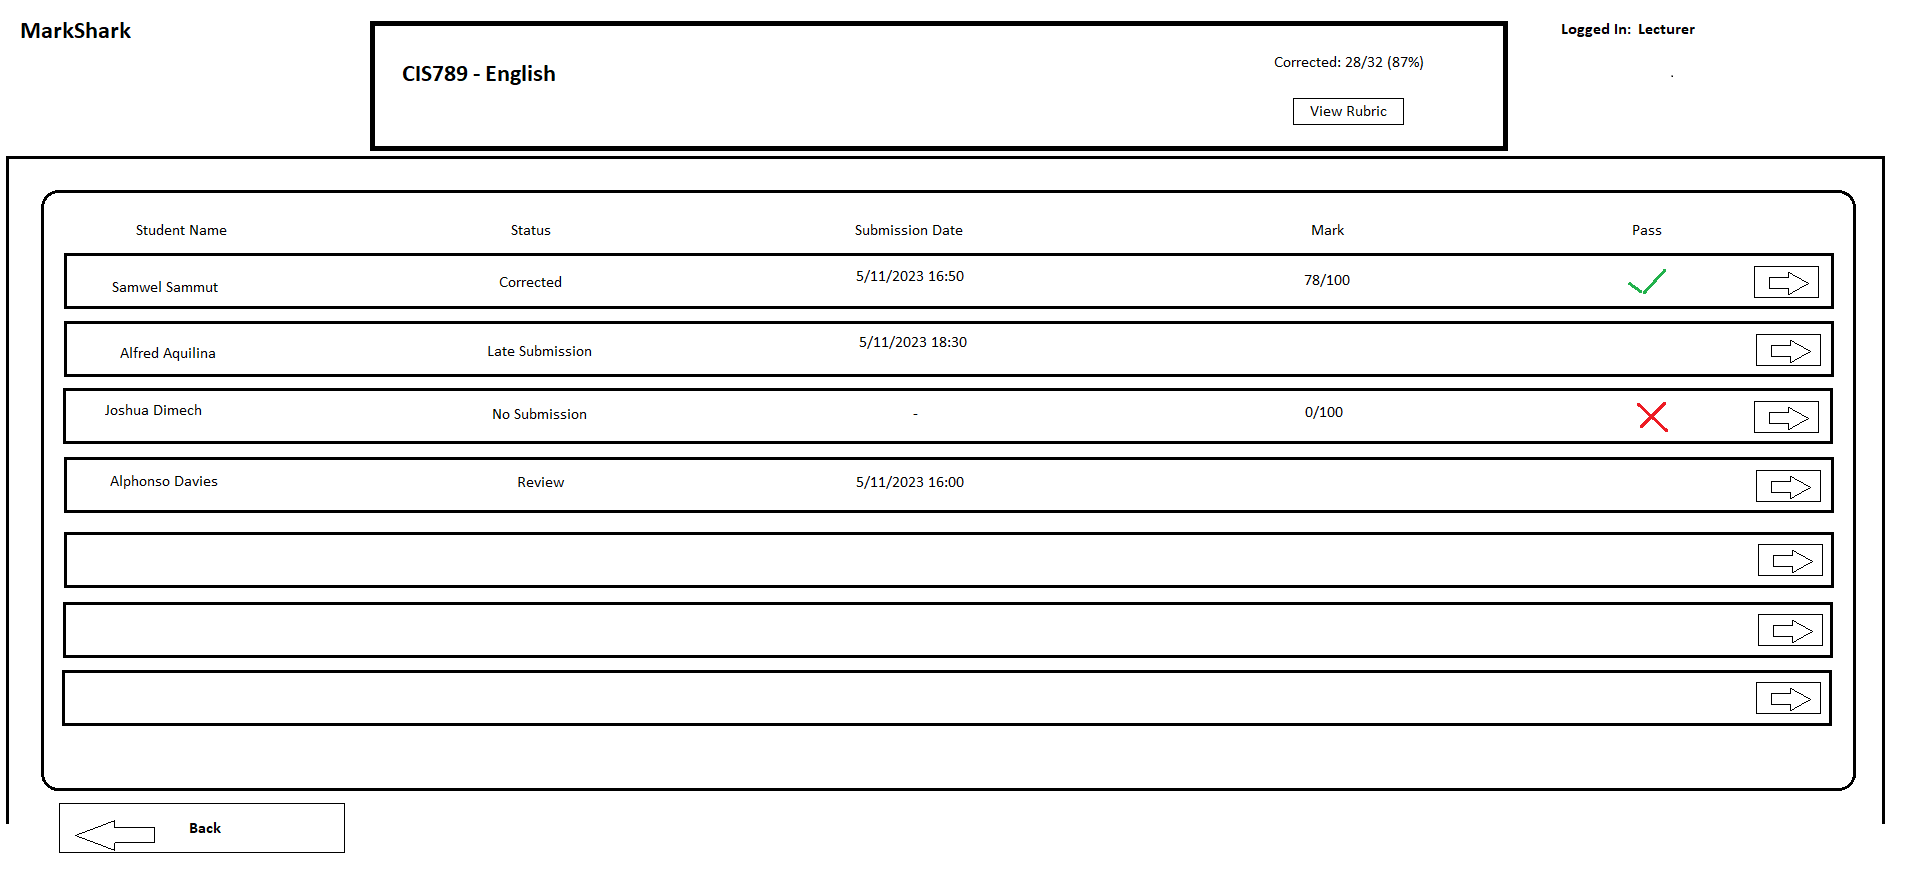 MarkShark
Logged In:  Lecturer
CIS789 - English
Corrected: 28/32 (87%)
View Rubric
Student Name Status Submission Date Mark Pass
Samwel Sammut Corrected 5/11/2023 16:50 78/100
Alfred Aquilina Late Submission 5/11/2023 18:30
Joshua Dimech No Submission - 0/100
Alphonso Davies Review 5/11/2023 16:00
Back